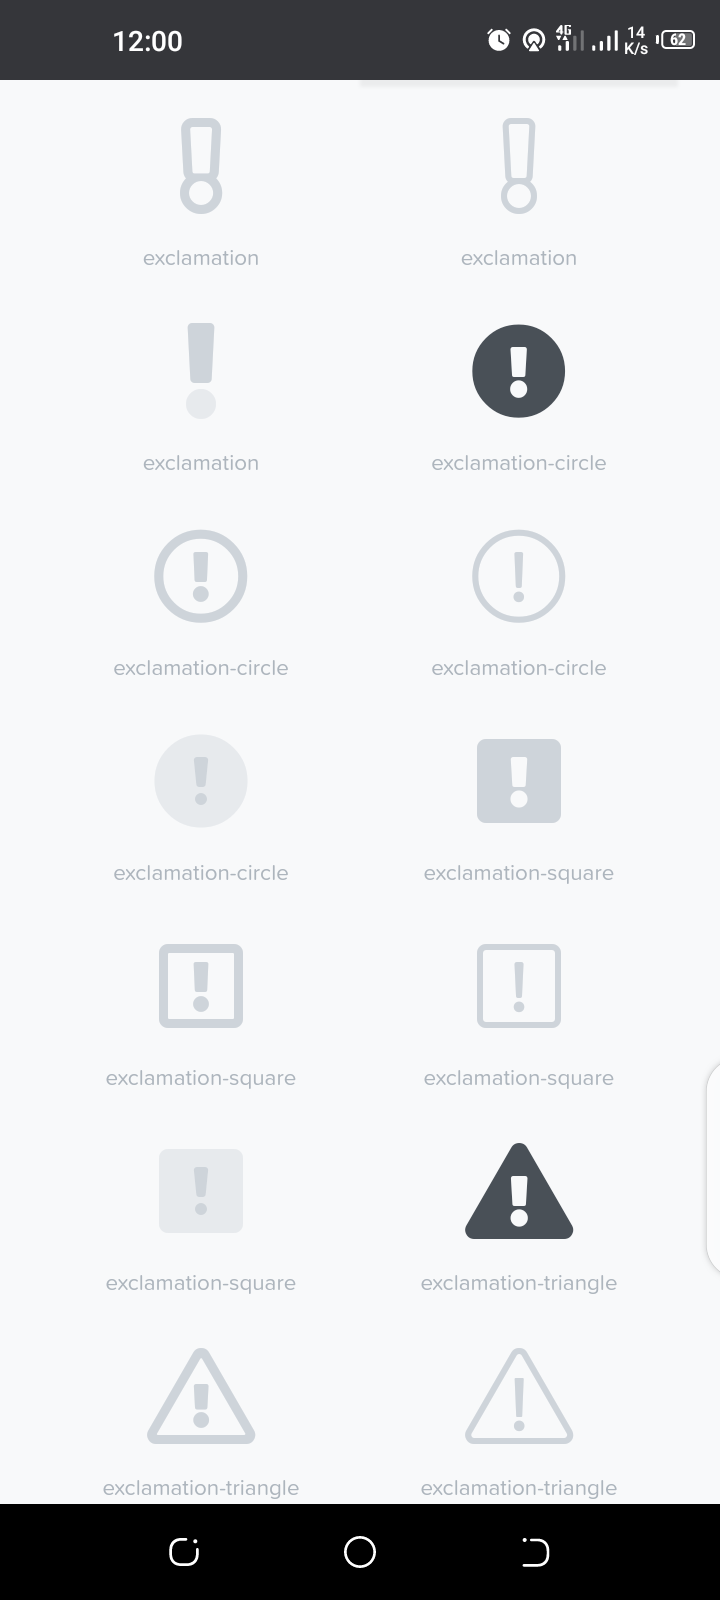 12:00
4G
14
K/s
62
exclamation
exclamation
exclamation
exclamation-circle
exclamation-circle
exclamation-circle
exclamation-circle
exclamation-square
exclamation-square
exclamation-square
exclamation-square
exclamation-triangle
exclamation-triangle
exclamation-triangle